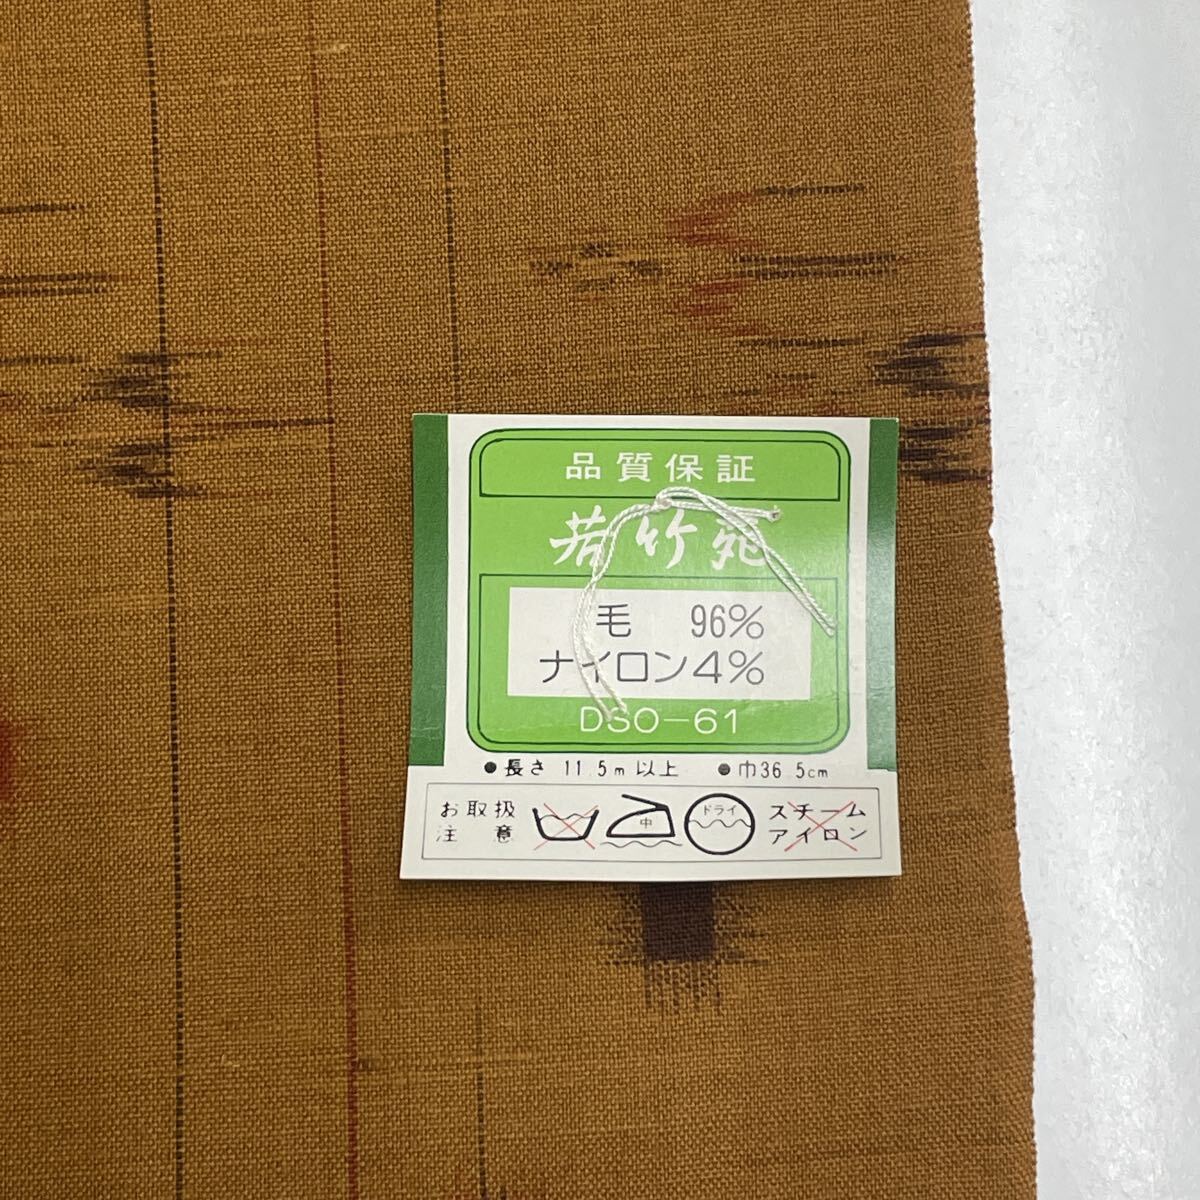 品質保証
若竹苑
毛 96%
ナイロン4%
DSO-61
●長さ 11.5m以上 ●巾36.5cm
お取扱
注意
中
ドライ
スチーム
アイロン